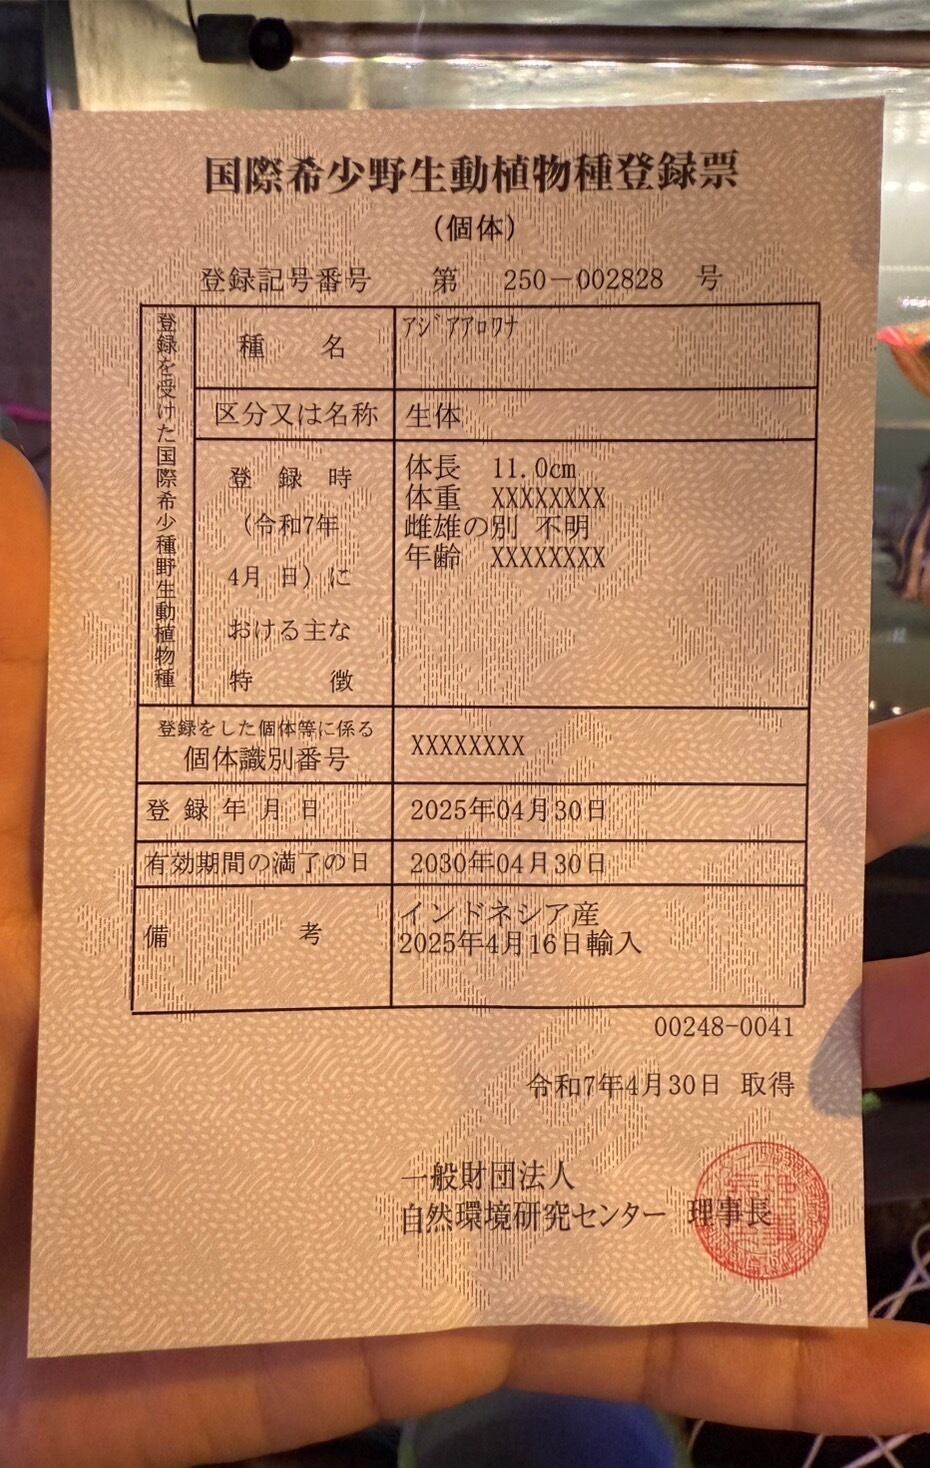 国際希少野生動植物種登録票
（個体）
登録記号番号　第　250－002828　号
登録を受けた国際希少種野生動植物種
種　名
アジアアロワナ
区分又は名称
生体
登　録　時
（令和7年
4月　日）に
おける主な
特　徴
体長　11.0cm
体重　XXXXXXXX
雌雄の別　不明
年齢　XXXXXXXX
登録をした個体等に係る
個体識別番号
XXXXXXXX
登　録　年　月　日
2025年04月30日
有効期間の満了の日
2030年04月30日
備　考
インドネシア産
2025年4月16日輸入
00248-0041
令和7年4月30日　取得
一般財団法人
自然環境研究センター　理事長